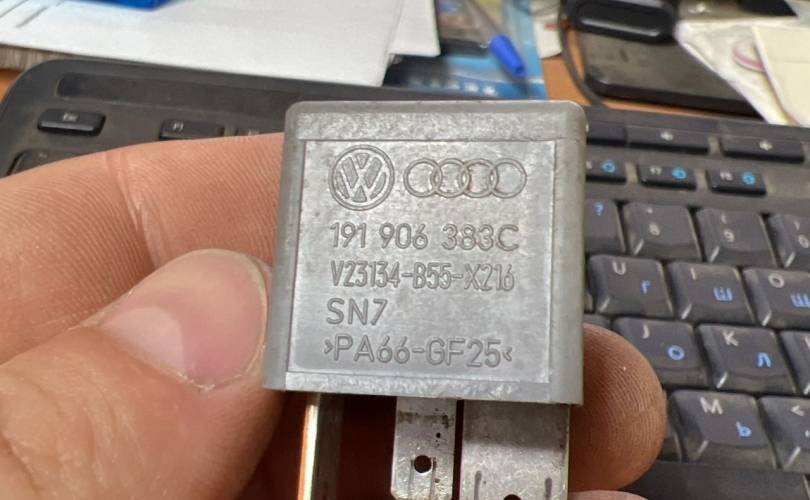 191 906 383C
V23134-B55-X216
SN7
>PA66-GF25<